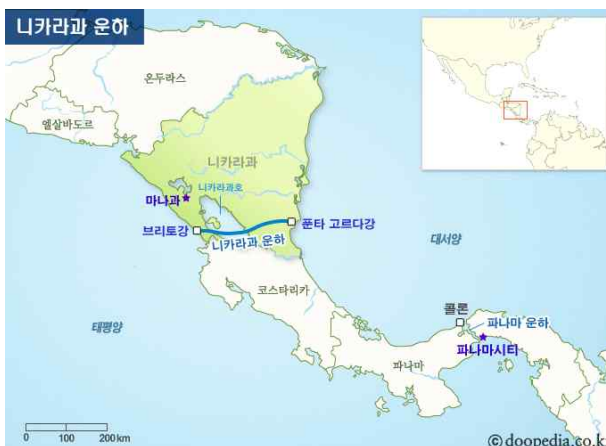 니카라과 운하
온두라스
엘살바도르
니카라과
마나과
니카라과호
브리토강
푼타 고르다강
니카라과 운하
대서양
코스타리카
태평양
콜론
파나마 운하
파나마시티
파나마
0 100 200km
©doopedia.co.k